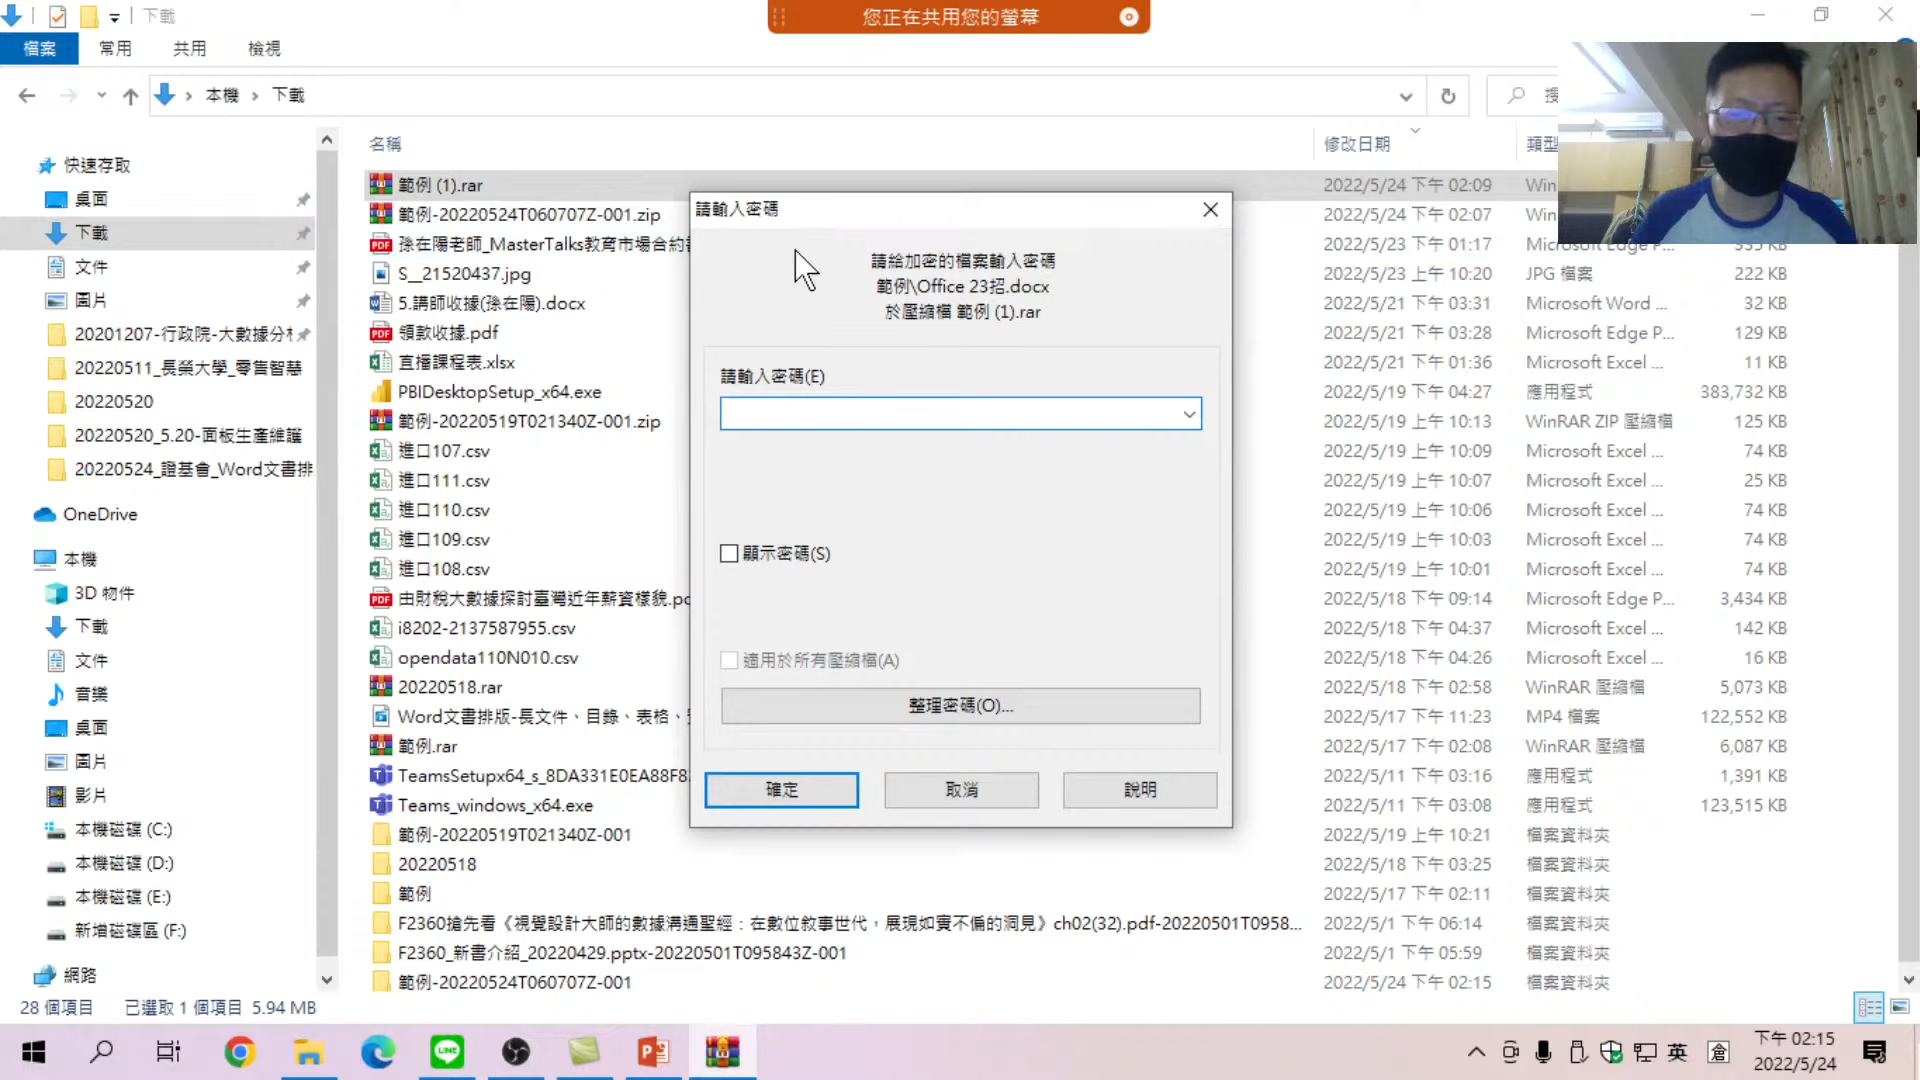 下載
您正在共用您的螢幕
檔案 常用 共用 檢視
本機 › 下載
搜
名稱 修改日期 類型
快速存取
桌面
下載
文件
圖片
20201207-行政院-大數據分
20220511_長榮大學_零售智慧
20220520
20220520_5.20-面板生產維護
20220524_證基會_Word文書排
OneDrive
本機
3D 物件
下載
文件
音樂
桌面
圖片
影片
本機磁碟 (C:)
本機磁碟 (D:)
本機磁碟 (E:)
新增磁碟區 (F:)
網路
範例 (1).rar 2022/5/24 下午 02:09 Win
範例-20220524T060707Z-001.zip 2022/5/24 下午 02:07 Win
孫在陽老師_MasterTalks教育市場合約 2022/5/23 下午 01:17 Microsoft Edge P... 335 KB
S__21520437.jpg 2022/5/23 上午 10:20 JPG 檔案 222 KB
5.講師收據(孫在陽).docx 2022/5/21 下午 03:31 Microsoft Word ... 32 KB
領款收據.pdf 2022/5/21 下午 03:28 Microsoft Edge P... 129 KB
直播課程表.xlsx 2022/5/21 下午 01:36 Microsoft Excel ... 11 KB
PBIDesktopSetup_x64.exe 2022/5/19 下午 04:27 應用程式 383,732 KB
範例-20220519T021340Z-001.zip 2022/5/19 上午 10:13 WinRAR ZIP 壓縮檔 125 KB
進口107.csv 2022/5/19 上午 10:09 Microsoft Excel ... 74 KB
進口111.csv 2022/5/19 上午 10:07 Microsoft Excel ... 25 KB
進口110.csv 2022/5/19 上午 10:06 Microsoft Excel ... 74 KB
進口109.csv 2022/5/19 上午 10:03 Microsoft Excel ... 74 KB
進口108.csv 2022/5/19 上午 10:01 Microsoft Excel ... 74 KB
由財稅大數據探討臺灣近年薪資樣貌.pc 2022/5/18 下午 09:14 Microsoft Edge P... 3,434 KB
i8202-2137587955.csv 2022/5/18 下午 04:37 Microsoft Excel ... 142 KB
opendata110N010.csv 2022/5/18 下午 04:26 Microsoft Excel ... 16 KB
20220518.rar 2022/5/18 下午 02:58 WinRAR 壓縮檔 5,073 KB
Word文書排版-長文件、目錄、表格、 2022/5/17 下午 11:23 MP4 檔案 122,552 KB
範例.rar 2022/5/17 下午 02:08 WinRAR 壓縮檔 6,087 KB
TeamsSetupx64_s_8DA331E0EA88F8 2022/5/16 下午 03:16 應用程式 1,391 KB
Teams_windows_x64.exe 2022/5/16 下午 03:08 應用程式 123,515 KB
範例-20220519T021340Z-001 2022/5/19 上午 10:21 檔案資料夾
20220518 2022/5/18 下午 03:25 檔案資料夾
範例 2022/5/17 下午 02:11 檔案資料夾
F2360搶先看《視覺設計大師的數據溝通聖經：在數位敘事世代，展現如實不偏的洞見》ch02(32).pdf-20220501T0958... 2022/5/1 下午 06:14 檔案資料夾
F2360_新書介紹_20220429.pptx-20220501T095843Z-001 2022/5/1 下午 05:59 檔案資料夾
範例-20220524T060707Z-001 2022/5/24 下午 02:15 檔案資料夾
請輸入密碼
請給加密的檔案輸入密碼
範例\Office 23招.docx
於壓縮檔 範例 (1).rar
請輸入密碼(E)
顯示密碼(S)
適用於所有壓縮檔(A)
整理密碼(O)...
確定 取消 說明
28 個項目 已選取 1 個項目 5.94 MB
LINE
英 倉
下午 02:15
2022/5/24